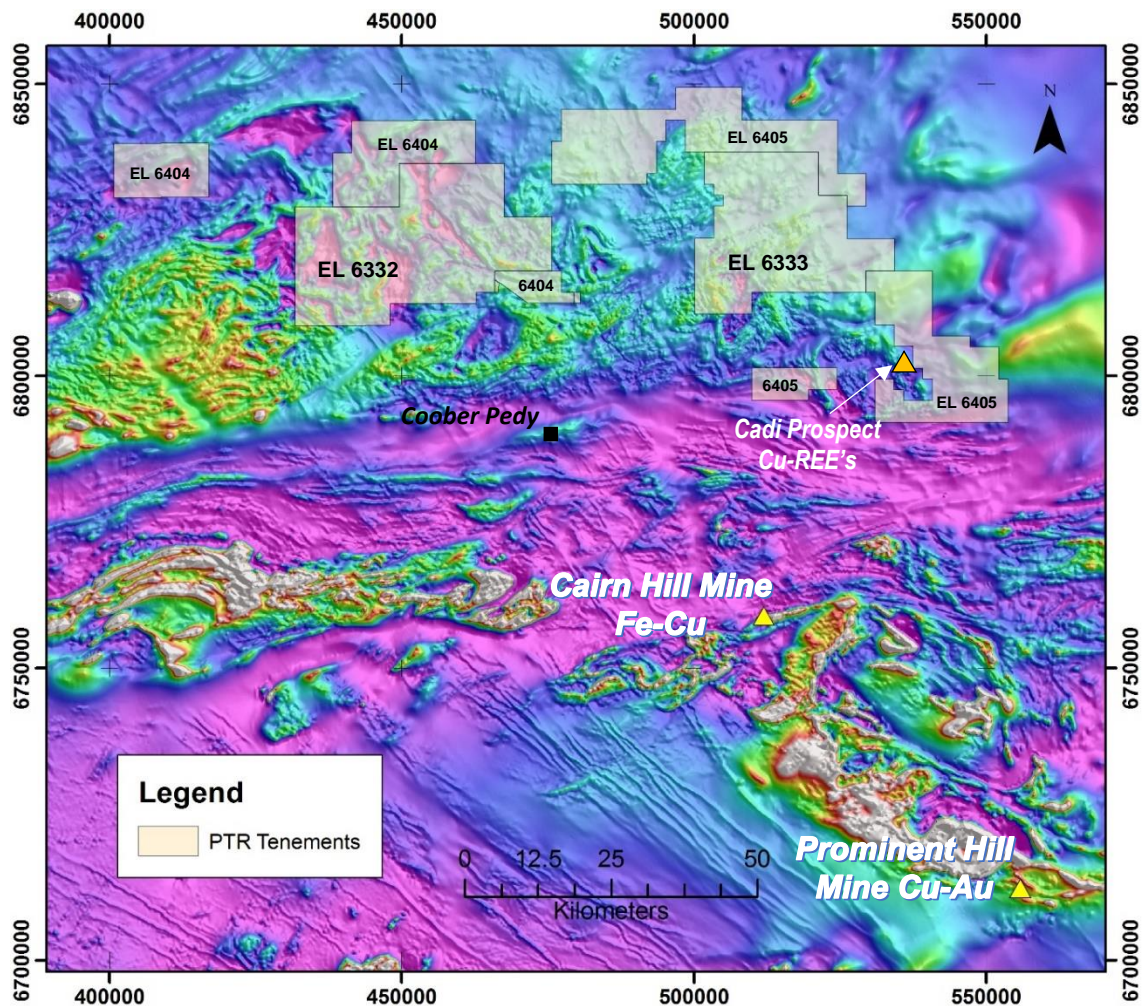 400000
450000
500000
550000
6850000
6850000
N
EL 6404
EL 6405
EL 6404
EL 6332
EL 6333
6404
6800000
6800000
6405
EL 6405
Coober Pedy
Cadi Prospect
Cu-REE's
Cairn Hill Mine
Fe-Cu
6750000
6750000
Legend
PTR Tenements
0 12.5 25 50
Kilometers
Prominent Hill
Mine Cu-Au
6700000
6700000
400000
450000
500000
550000